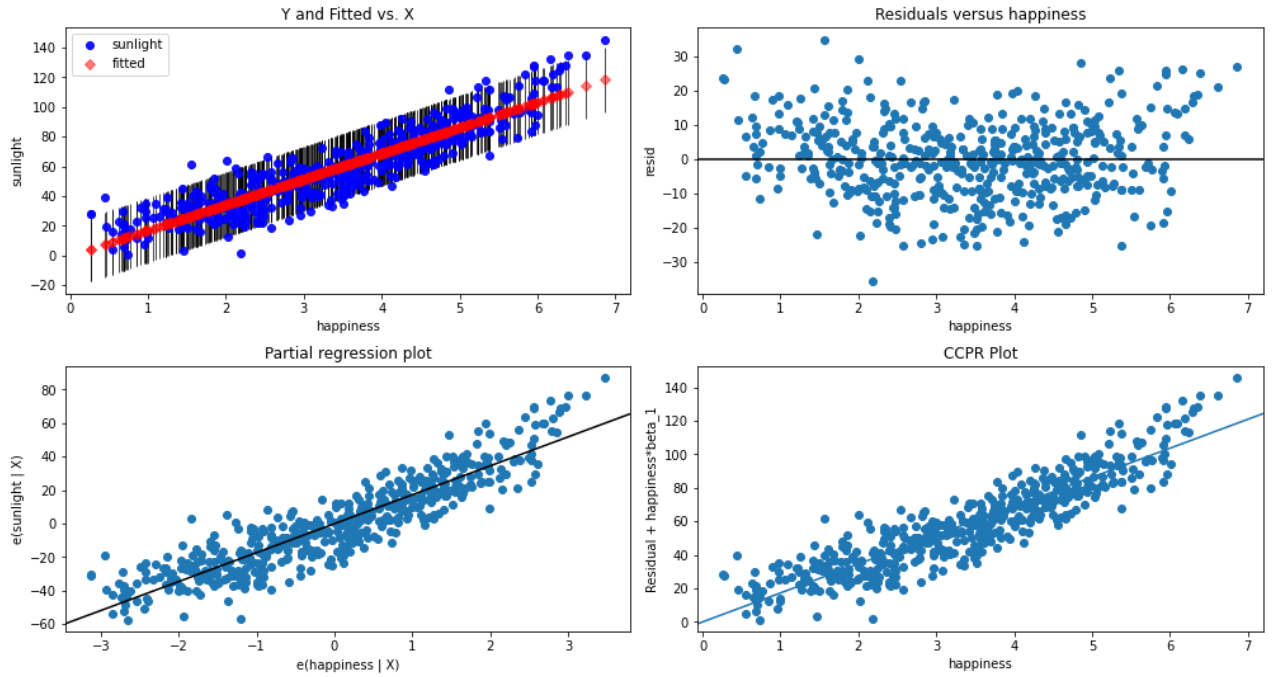 Y and Fitted vs. X
sunlight
fitted
sunlight
140
120
100
80
60
40
20
0
−20
0 1 2 3 4 5 6 7
happiness
Residuals versus happiness
resid
30
20
10
0
−10
−20
−30
0 1 2 3 4 5 6 7
happiness
Partial regression plot
e(sunlight | X)
80
60
40
20
0
−20
−40
−60
−3 −2 −1 0 1 2 3
e(happiness | X)
CCPR Plot
Residual + happiness*beta_1
140
120
100
80
60
40
20
0
0 1 2 3 4 5 6 7
happiness